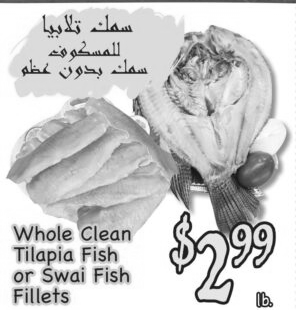 سمك تلابيا
للمسكوف
سمك بدون عظم
Whole Clean
Tilapia Fish
or Swai Fish
Fillets
$2.99
lb.